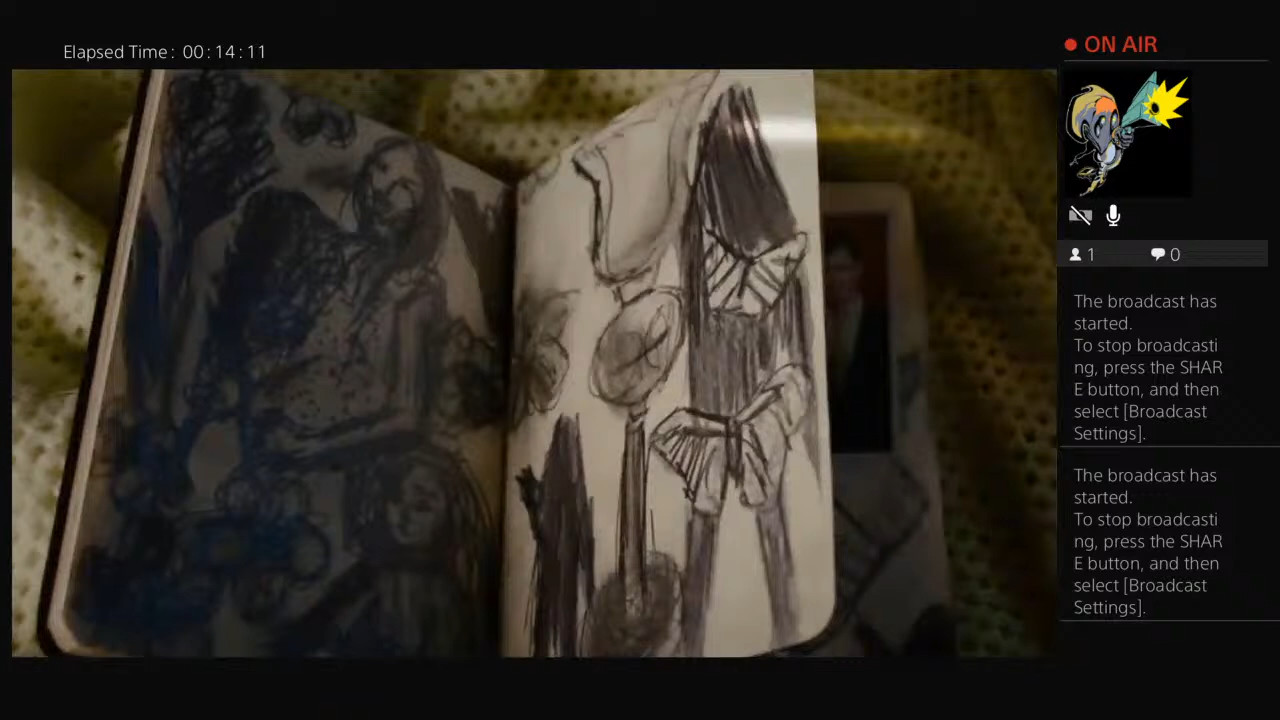 Elapsed Time: 00:14:11
ON AIR
1
0
The broadcast has
started.
To stop broadcasti
ng, press the SHAR
E button, and then
select [Broadcast
Settings].
The broadcast has
started.
To stop broadcasti
ng, press the SHAR
E button, and then
select [Broadcast
Settings].